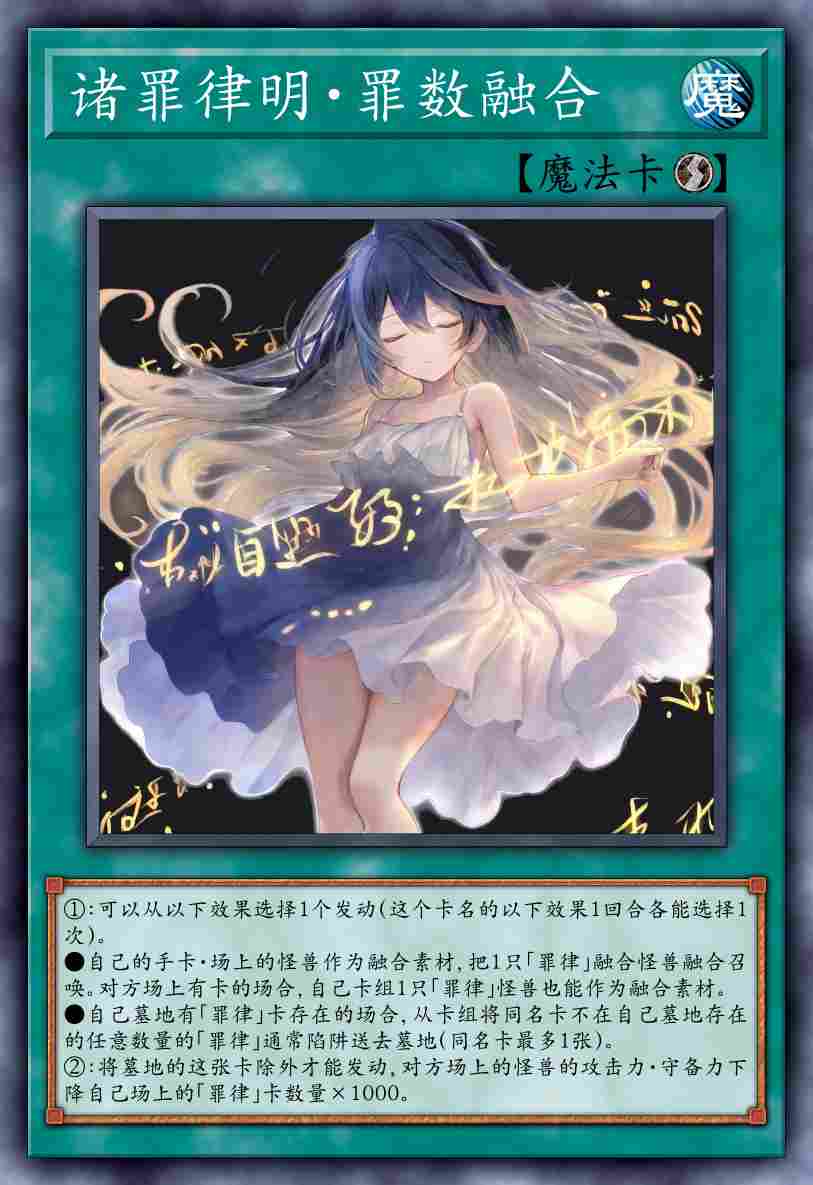 诸罪律明·罪数融合
魔
【魔法卡】
①:可以从以下效果选择1个发动(这个卡名的以下效果1回合各能选择1
次)。
●自己的手卡·场上的怪兽作为融合素材,把1只「罪律」融合怪兽融合召
唤。对方场上有卡的场合,自己卡组1只「罪律」怪兽也能作为融合素材。
●自己墓地有「罪律」卡存在的场合,从卡组将同名卡不在自己墓地存在
的任意数量的「罪律」通常陷阱送去墓地(同名卡最多1张)。
②:将墓地的这张卡除外才能发动,对方场上的怪兽的攻击力·守备力下
降自己场上的「罪律」卡数量×1000。